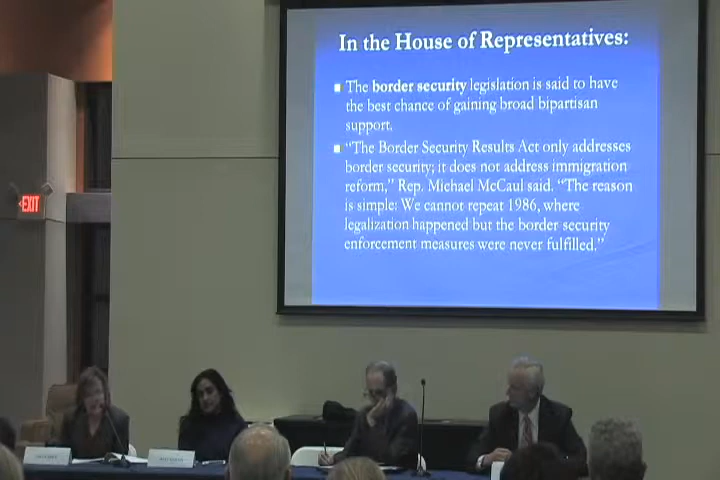 In the House of Representatives:
The border security legislation is said to have
the best chance of gaining broad bipartisan
support.
"The Border Security Results Act only addresses
border security; it does not address immigration
reform," Rep. Michael McCaul said. "The reason
is simple: We cannot repeat 1986, where
legalization happened but the border security
enforcement measures were never fulfilled."
EXIT